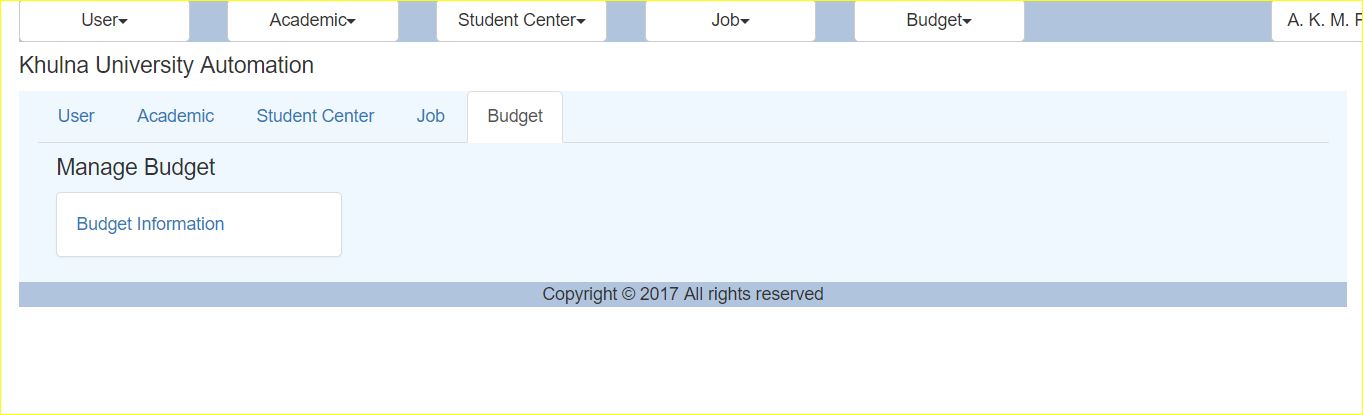 User Academic Student Center Job Budget A. K. M.
Khulna University Automation
User Academic Student Center Job Budget
Manage Budget
Budget Information
Copyright © 2017 All rights reserved